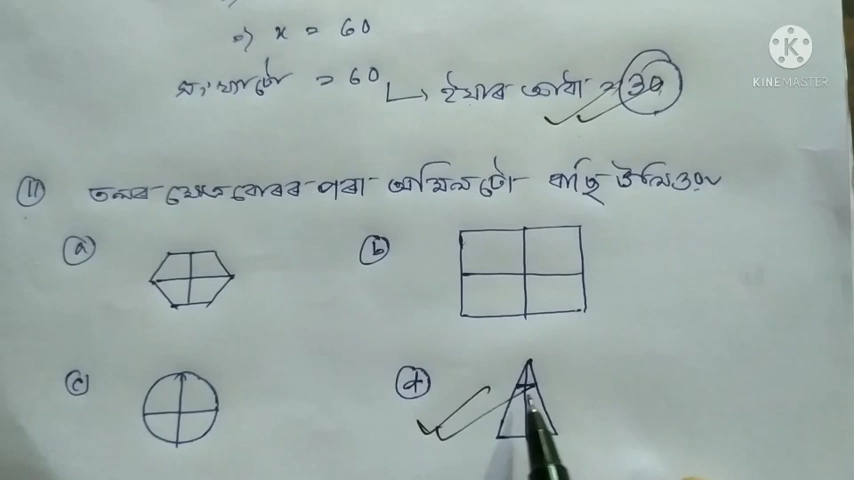 ⇒ x = 60
KINEMASTER
সংখ্যাটো = 60 → ইয়াৰ আধা = 30
11 তলৰ ক্ষেত্ৰবোৰৰ পৰা অমিলটো বাছি উলিওৱা
a b
c d